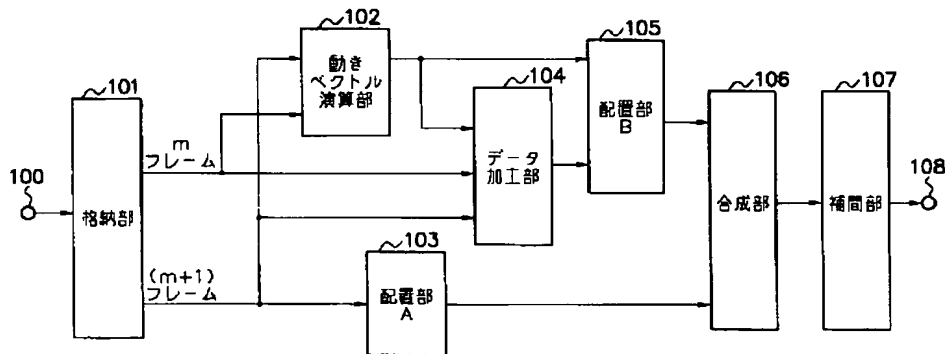 100
101
格納部
m
フレーム
(m+1)
フレーム
102
動き
ベクトル
演算部
103
配置部
A
104
データ
加工部
105
配置部
B
106
合成部
107
補間部
108